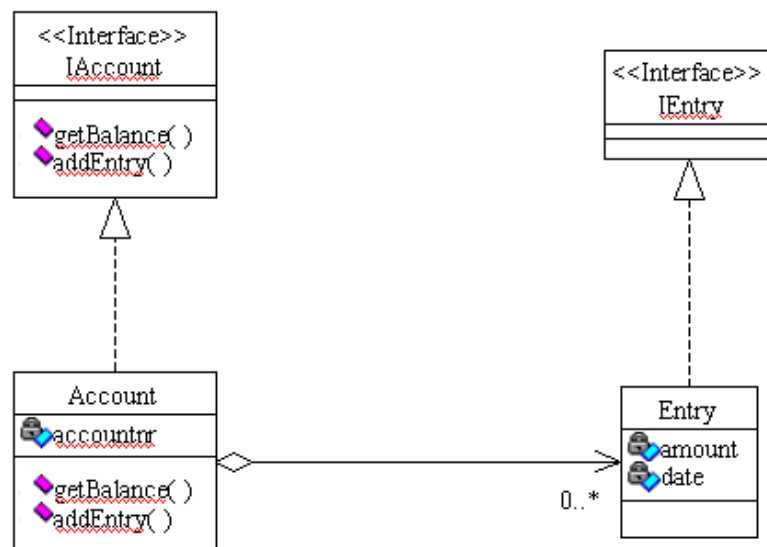 <<Interface>>
IAccount
getBalance( )
addEntry( )
<<Interface>>
IEntry
Account
accountnr
getBalance( )
addEntry( )
0..*
Entry
amount
date